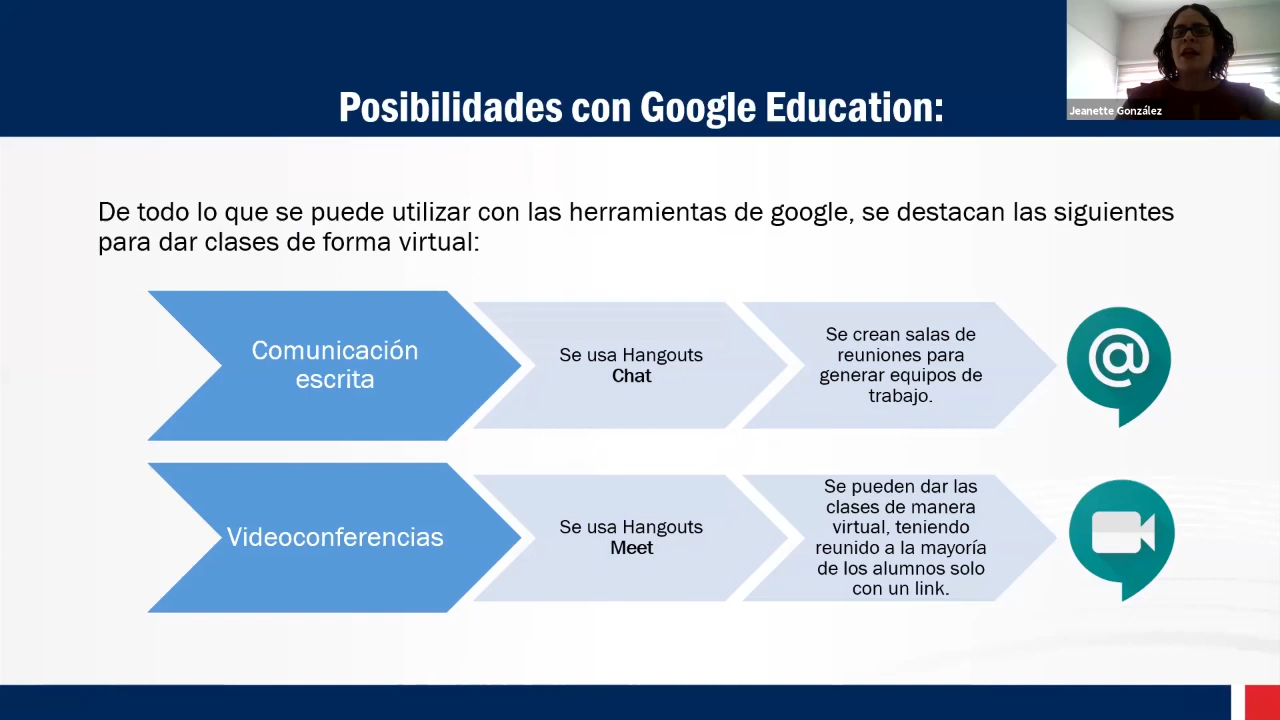 Posibilidades con Google Education:
Jeanette González
De todo lo que se puede utilizar con las herramientas de google, se destacan las siguientes
para dar clases de forma virtual:
Comunicación
escrita
Se usa Hangouts
Chat
Se crean salas de
reuniones para
generar equipos de
trabajo.
@
Videoconferencias
Se usa Hangouts
Meet
Se pueden dar las
clases de manera
virtual, teniendo
reunido a la mayoría
de los alumnos solo
con un link.